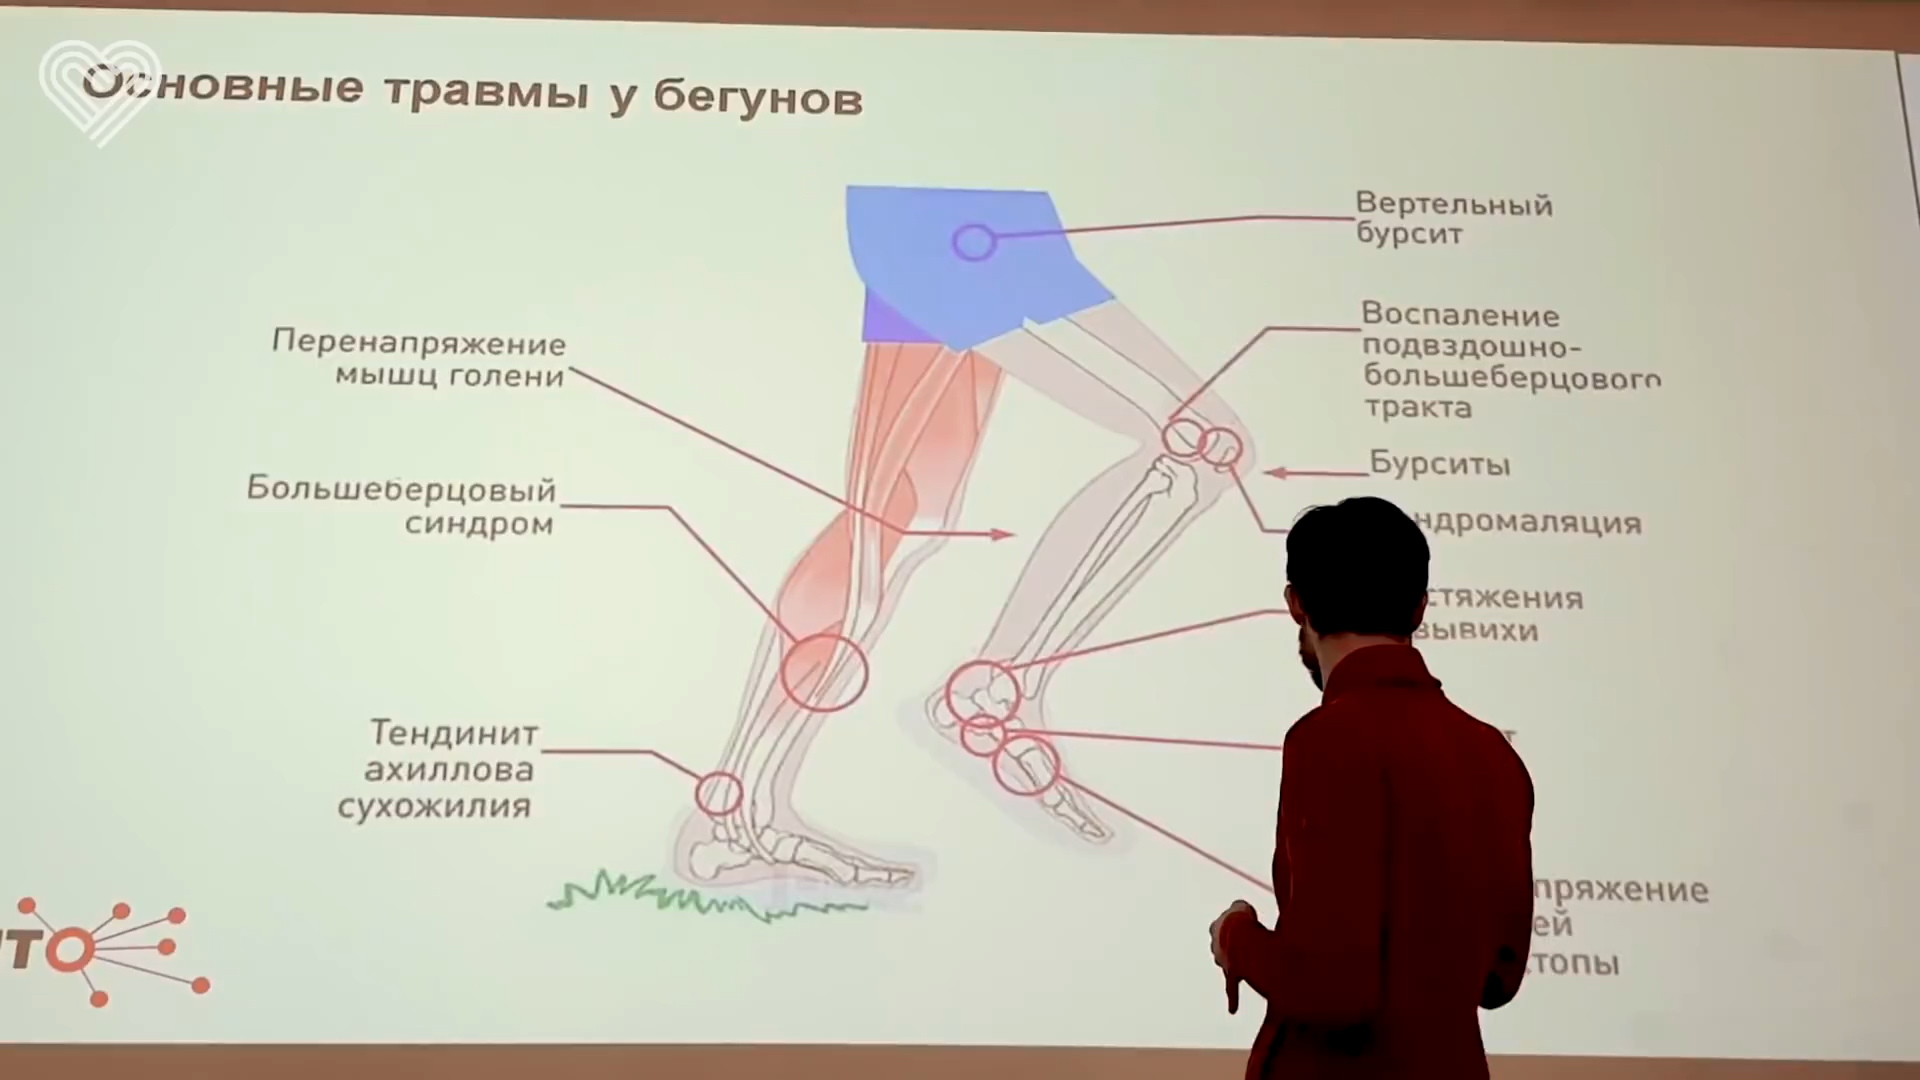 Основные травмы у бегунов
Вертельный
бурсит
Воспаление
подвздошно-
большеберцового
тракта
Бурситы
Перенапряжение
мышц голени
Большеберцовый
синдром
Тендинит
ахиллова
сухожилия